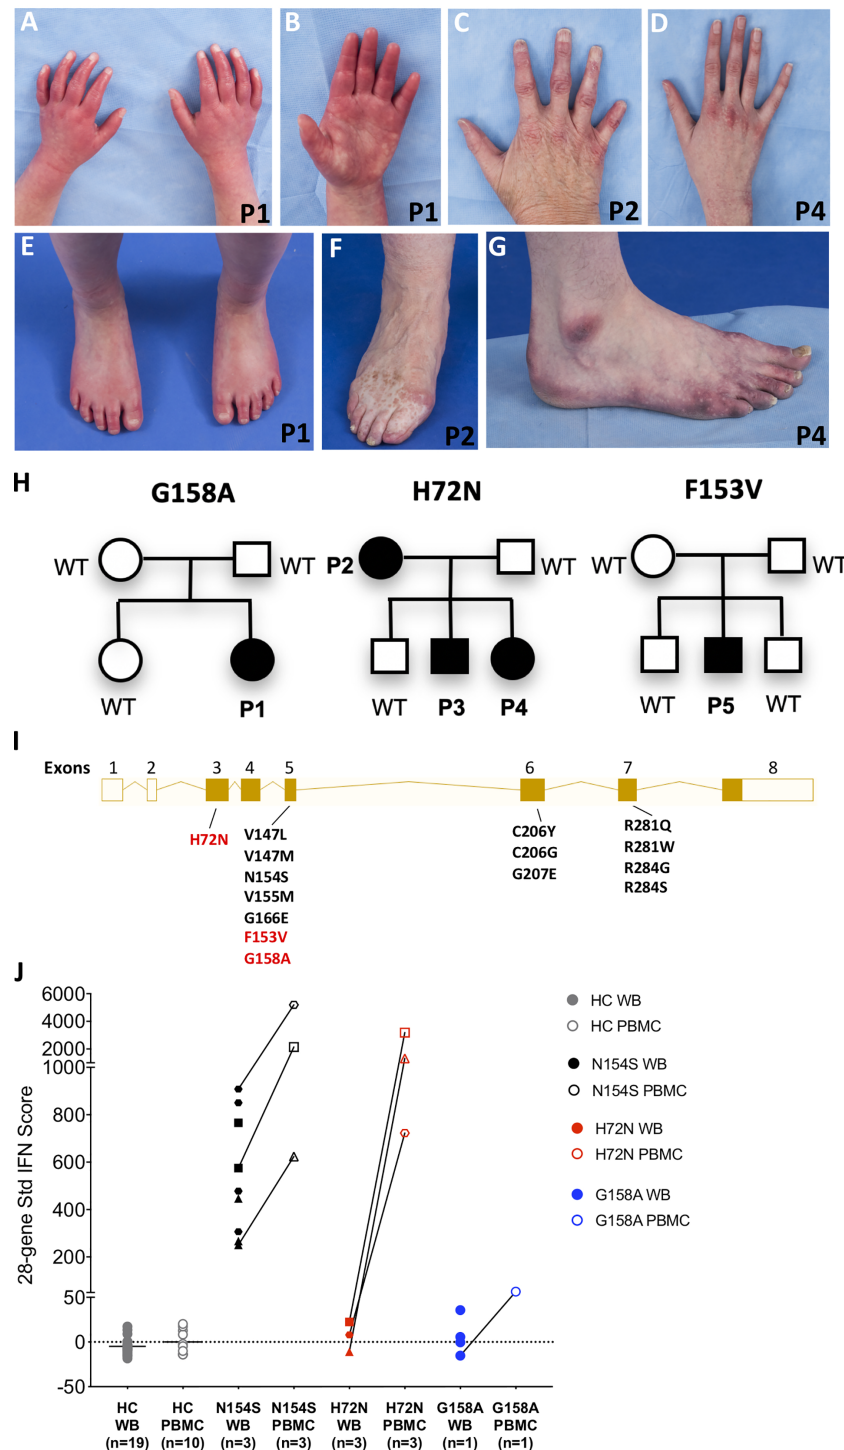 A
B
C
D
P1
P1
P2
P4
E
F
G
P1
P2
P4
H
G158A
H72N
F153V
WT
WT
P2
WT
WT
WT
WT
P1
WT
P3
P4
WT
P5
WT
I
Exons
1
2
3
4
5
6
7
8
H72N
V147L
V147M
N154S
V155M
G166E
F153V
G158A
C206Y
C206G
G207E
R281Q
R281W
R284G
R284S
J
28-gene Std IFN Score
6000
4000
2000
1000
800
600
400
200
50
0
-50
HC WB
HC PBMC
N154S WB
N154S PBMC
H72N WB
H72N PBMC
G158A WB
G158A PBMC
HC
WB
(n=19)
HC
PBMC
(n=10)
N154S
WB
(n=3)
N154S
PBMC
(n=3)
H72N
WB
(n=3)
H72N
PBMC
(n=3)
G158A
WB
(n=1)
G158A
PBMC
(n=1)